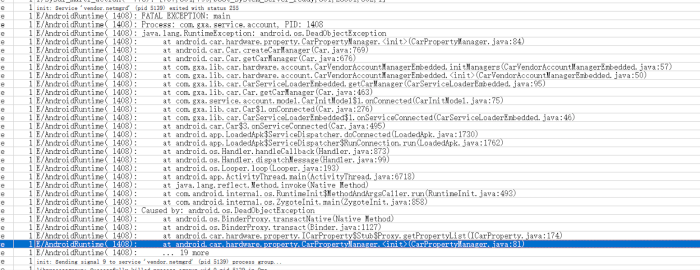 init: Service 'vendor.netmgrd' (pid 5139) exited with status 255
1 E/AndroidRuntime( 1408): FATAL EXCEPTION: main
1 E/AndroidRuntime( 1408): Process: com.gxa.service.account, PID: 1408
1 E/AndroidRuntime( 1408): java.lang.RuntimeException: android.os.DeadObjectException
1 E/AndroidRuntime( 1408): at android.car.hardware.property.CarPropertyManager.<init>(CarPropertyManager.java:84)
1 E/AndroidRuntime( 1408): at android.car.Car.createCarManager(Car.java:769)
1 E/AndroidRuntime( 1408): at android.car.Car.getCarManager(Car.java:676)
1 E/AndroidRuntime( 1408): at com.gxa.lib.car.hardware.account.CarVendorAccountManagerEmbedded.initManagers(CarVendorAccountManagerEmbedded.java:57)
1 E/AndroidRuntime( 1408): at com.gxa.lib.car.hardware.account.CarVendorAccountManagerEmbedded.<init>(CarVendorAccountManagerEmbedded.java:50)
1 E/AndroidRuntime( 1408): at com.gxa.lib.car.CarServiceLoaderEmbedded.getCarManager(CarServiceLoaderEmbedded.java:95)
1 E/AndroidRuntime( 1408): at com.gxa.lib.car.Car.getCarManager(Car.java:463)
1 E/AndroidRuntime( 1408): at com.gxa.service.account.model.CarInitModel$1.onConnected(CarInitModel.java:75)
1 E/AndroidRuntime( 1408): at com.gxa.lib.car.Car$1.onConnected(Car.java:276)
1 E/AndroidRuntime( 1408): at com.gxa.lib.car.CarServiceLoaderEmbedded$1.onServiceConnected(CarServiceLoaderEmbedded.java:46)
1 E/AndroidRuntime( 1408): at android.car.Car$3.onServiceConnected(Car.java:495)
1 E/AndroidRuntime( 1408): at android.app.LoadedApk$ServiceDispatcher.doConnected(LoadedApk.java:1730)
1 E/AndroidRuntime( 1408): at android.app.LoadedApk$ServiceDispatcher$RunConnection.run(LoadedApk.java:1762)
1 E/AndroidRuntime( 1408): at android.os.Handler.handleCallback(Handler.java:873)
1 E/AndroidRuntime( 1408): at android.os.Handler.dispatchMessage(Handler.java:99)
1 E/AndroidRuntime( 1408): at android.os.Looper.loop(Looper.java:193)
1 E/AndroidRuntime( 1408): at android.app.ActivityThread.main(ActivityThread.java:6718)
1 E/AndroidRuntime( 1408): at java.lang.reflect.Method.invoke(Native Method)
1 E/AndroidRuntime( 1408): at com.android.internal.os.RuntimeInit$MethodAndArgsCaller.run(RuntimeInit.java:493)
1 E/AndroidRuntime( 1408): at com.android.internal.os.ZygoteInit.main(ZygoteInit.java:858)
1 E/AndroidRuntime( 1408): Caused by: android.os.DeadObjectException
1 E/AndroidRuntime( 1408): at android.os.BinderProxy.transactNative(Native Method)
1 E/AndroidRuntime( 1408): at android.os.BinderProxy.transact(Binder.java:1127)
1 E/AndroidRuntime( 1408): at android.car.hardware.property.ICarProperty$Stub$Proxy.getPropertyList(ICarProperty.java:174)
1 E/AndroidRuntime( 1408): at android.car.hardware.property.CarPropertyManager.<init>(CarPropertyManager.java:81)
1 E/AndroidRuntime( 1408): ... 19 more
init: Sending signal 9 to service 'vendor.netmgrd' (pid 5139) process group...